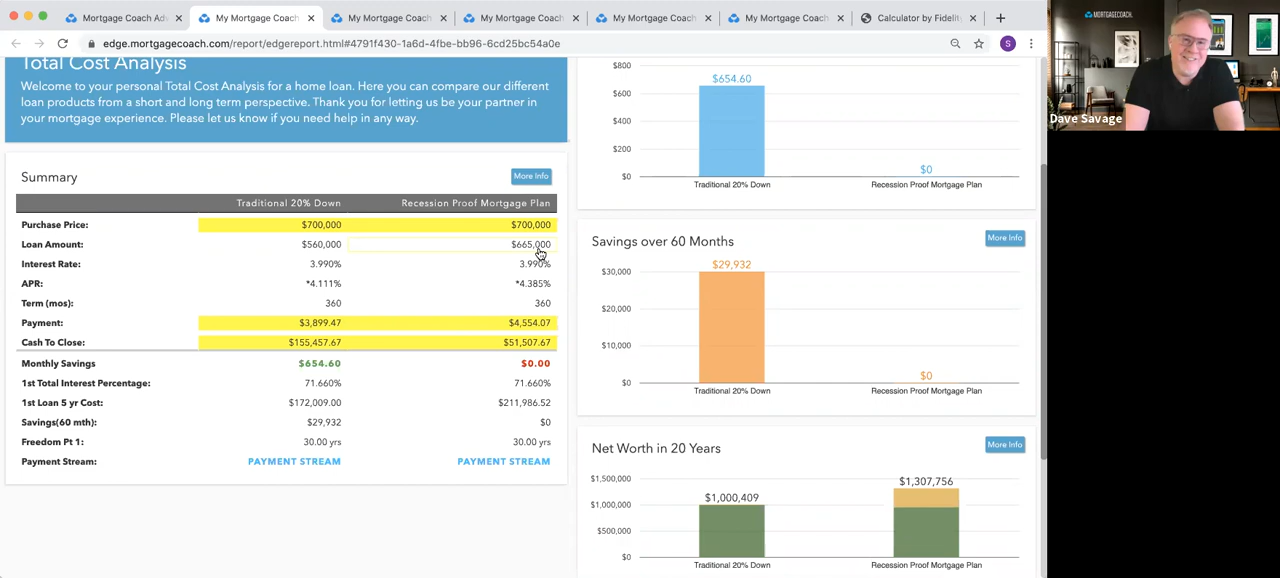 Mortgage Coach Adv
My Mortgage Coach
My Mortgage Coach
My Mortgage Coach
My Mortgage Coach
My Mortgage Coach
Calculator by Fidelity
edge.mortgagecoach.com/report/edgereport.html#4791f430-1a6d-4fbe-bb96-6cd25bc54a0e
S
MORTGAGECOACH
Dave Savage
Total Cost Analysis
Welcome to your personal Total Cost Analysis for a home loan. Here you can compare our different
loan products from a short and long term perspective. Thank you for letting us be your partner in
your mortgage experience. Please let us know if you need help in any way.
Summary
More Info
Traditional 20% Down Recession Proof Mortgage Plan
Purchase Price: $700,000 $700,000
Loan Amount: $560,000 $665,000
Interest Rate: 3.990% 3.990%
APR: *4.111% *4.385%
Term (mos): 360 360
Payment: $3,899.47 $4,554.07
Cash To Close: $155,457.67 $51,507.67
Monthly Savings $654.60 $0.00
1st Total Interest Percentage: 71.660% 71.660%
1st Loan 5 yr Cost: $172,009.00 $211,986.52
Savings(60 mth): $29,932 $0
Freedom Pt 1: 30.00 yrs 30.00 yrs
Payment Stream: PAYMENT STREAM PAYMENT STREAM
$800
$654.60
$600
$400
$200
$0
$0
Traditional 20% Down Recession Proof Mortgage Plan
Savings over 60 Months
More Info
$29,932
$30,000
$20,000
$10,000
$0
$0
Traditional 20% Down Recession Proof Mortgage Plan
Net Worth in 20 Years
More Info
$1,500,000
$1,307,756
$1,000,409
$1,000,000
$500,000
$0
Traditional 20% Down Recession Proof Mortgage Plan